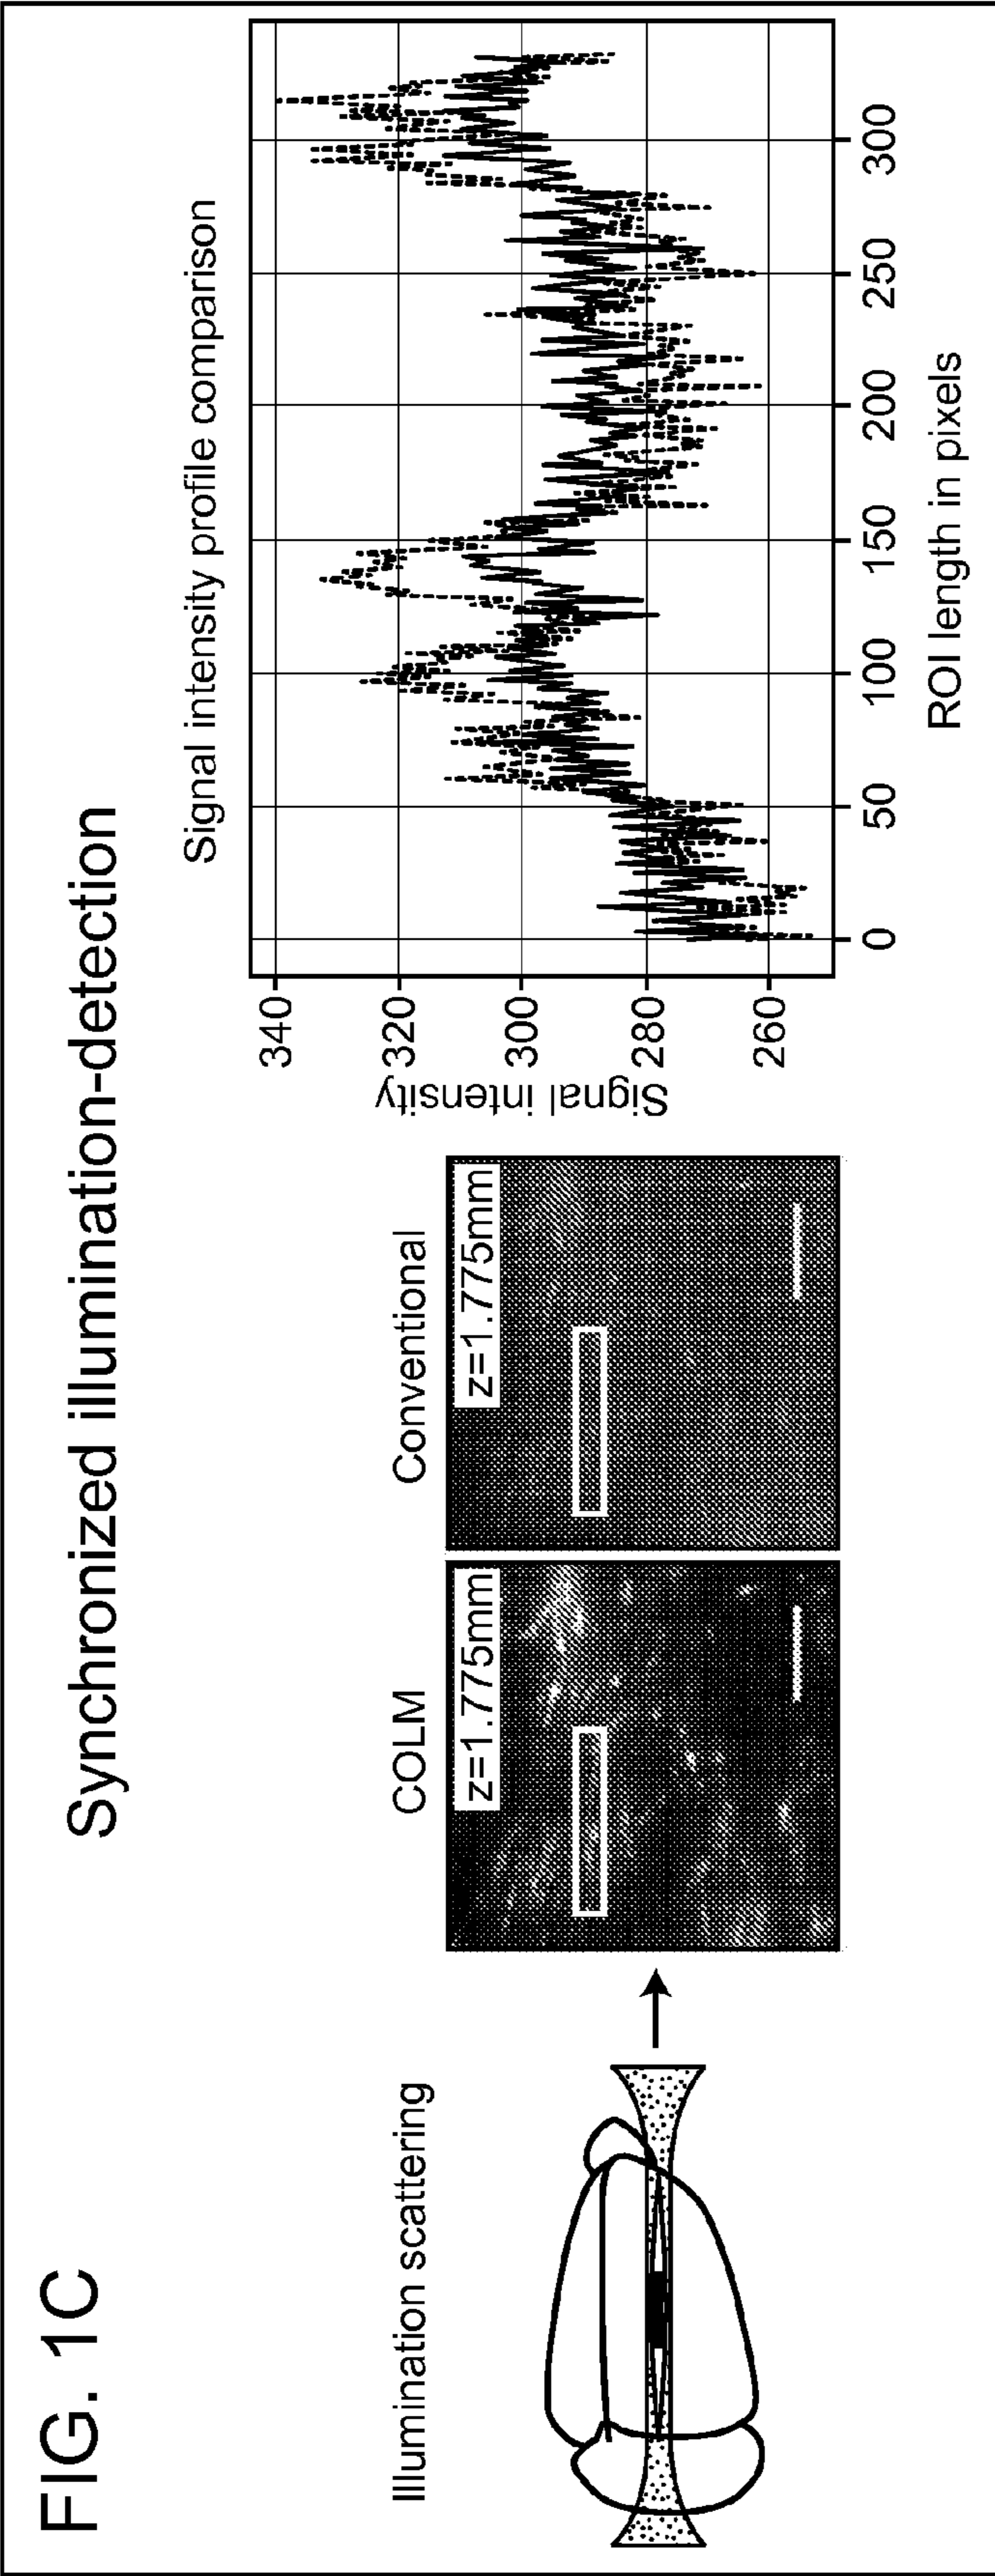 FIG. 1C
Synchronized illumination-detection
Illumination scattering
COLM
z=1.775mm
Conventional
z=1.775mm
Signal intensity profile comparison
Signal intensity
340
320
300
280
260
0
50
100
150
200
250
300
ROI length in pixels